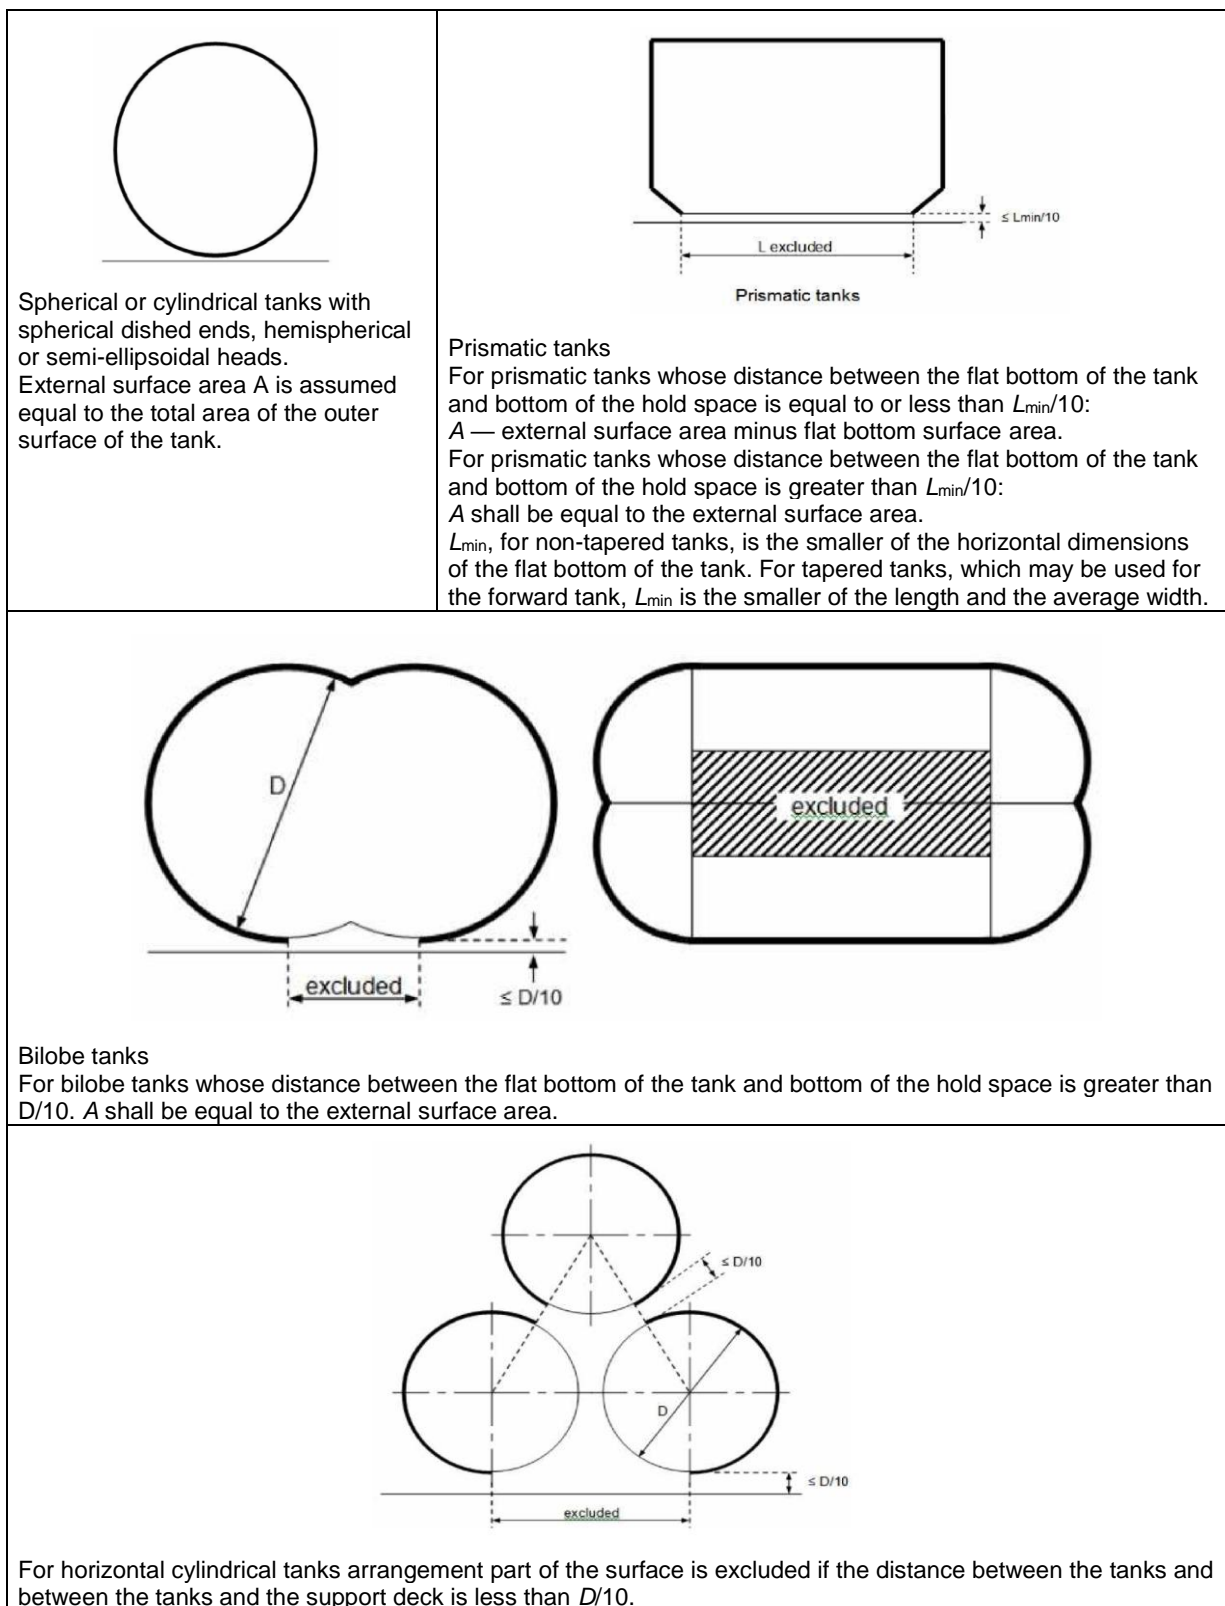 Spherical or cylindrical tanks with
spherical dished ends, hemispherical
or semi-ellipsoidal heads.
External surface area A is assumed
equal to the total area of the outer
surface of the tank.
≤ Lmin/10
L excluded
Prismatic tanks
Prismatic tanks
For prismatic tanks whose distance between the flat bottom of the tank
and bottom of the hold space is equal to or less than Lmin/10:
A — external surface area minus flat bottom surface area.
For prismatic tanks whose distance between the flat bottom of the tank
and bottom of the hold space is greater than Lmin/10:
A shall be equal to the external surface area.
Lmin, for non-tapered tanks, is the smaller of the horizontal dimensions
of the flat bottom of the tank. For tapered tanks, which may be used for
the forward tank, Lmin is the smaller of the length and the average width.
D
excluded
≤ D/10
excluded
Bilobe tanks
For bilobe tanks whose distance between the flat bottom of the tank and bottom of the hold space is greater than
D/10. A shall be equal to the external surface area.
≤ D/10
D
≤ D/10
excluded
For horizontal cylindrical tanks arrangement part of the surface is excluded if the distance between the tanks and
between the tanks and the support deck is less than D/10.